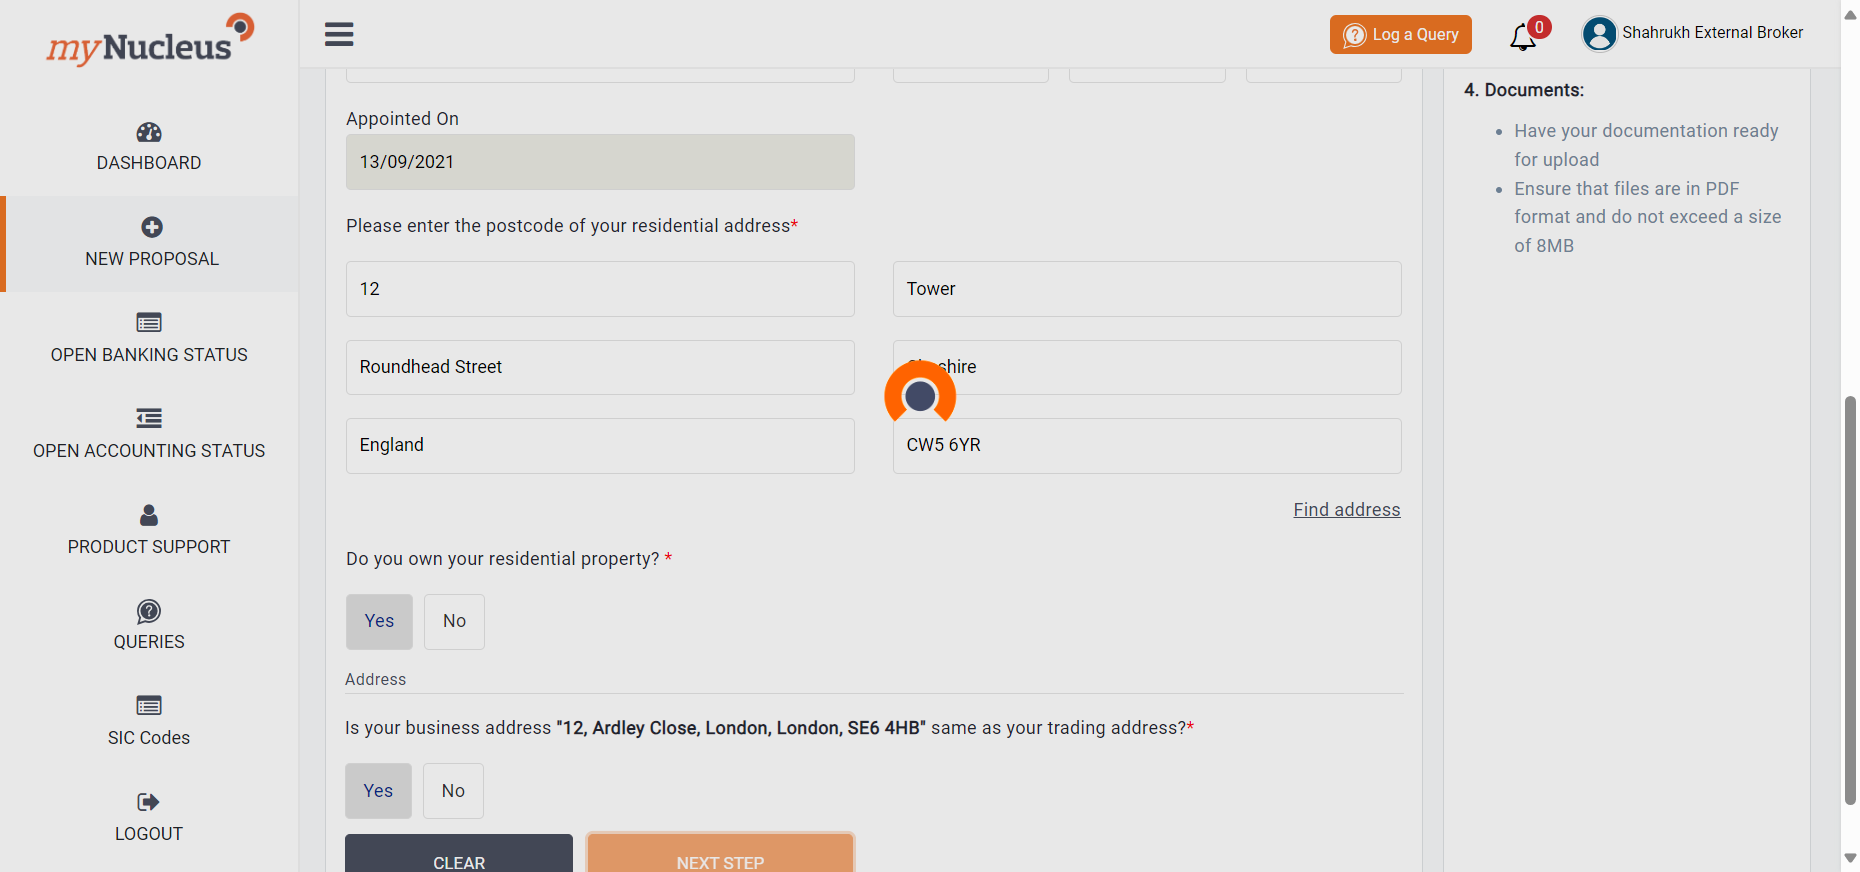 myNucleus
Log a Query
0
Shahrukh External Broker
DASHBOARD
NEW PROPOSAL
OPEN BANKING STATUS
OPEN ACCOUNTING STATUS
PRODUCT SUPPORT
QUERIES
SIC Codes
LOGOUT
Appointed On
13/09/2021
Please enter the postcode of your residential address*
12
Tower
Roundhead Street
shire
England
CW5 6YR
Find address
Do you own your residential property? *
Yes
No
Address
Is your business address "12, Ardley Close, London, London, SE6 4HB" same as your trading address?*
Yes
No
CLEAR
NEXT STEP
4. Documents:
• Have your documentation ready
for upload
• Ensure that files are in PDF
format and do not exceed a size
of 8MB